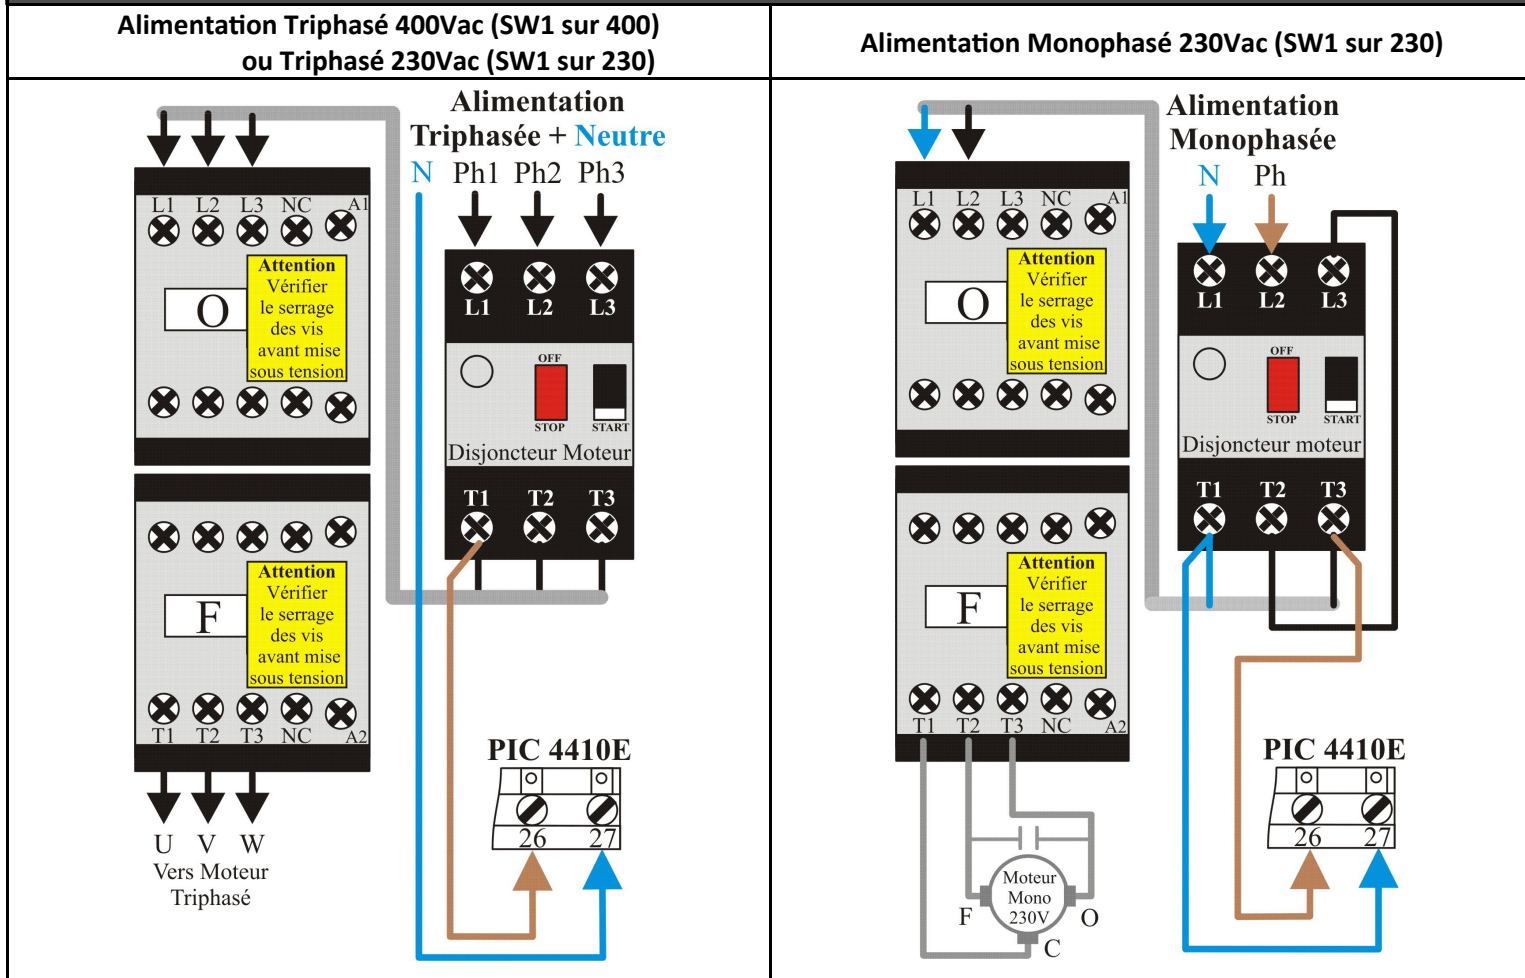 Alimentation Triphasé 400Vac (SW1 sur 400)
ou Triphasé 230Vac (SW1 sur 230)
Alimentation
Triphasée + Neutre
N Ph1 Ph2 Ph3
L1 L2 L3 NC A1
Attention
Vérifier
le serrage
des vis
avant mise
sous tension
O
L1 L2 L3
OFF
STOP START
Disjoncteur Moteur
T1 T2 T3
Attention
Vérifier
le serrage
des vis
avant mise
sous tension
F
T1 T2 T3 NC A2
U V W
Vers Moteur
Triphasé
PIC 4410E
26 27
Alimentation Monophasé 230Vac (SW1 sur 230)
Alimentation
Monophasée
N Ph
L1 L2 L3 NC A1
Attention
Vérifier
le serrage
des vis
avant mise
sous tension
O
L1 L2 L3
OFF
STOP START
Disjoncteur moteur
T1 T2 T3
Attention
Vérifier
le serrage
des vis
avant mise
sous tension
F
T1 T2 T3 NC A2
Moteur
Mono
230V
F O
C
PIC 4410E
26 27